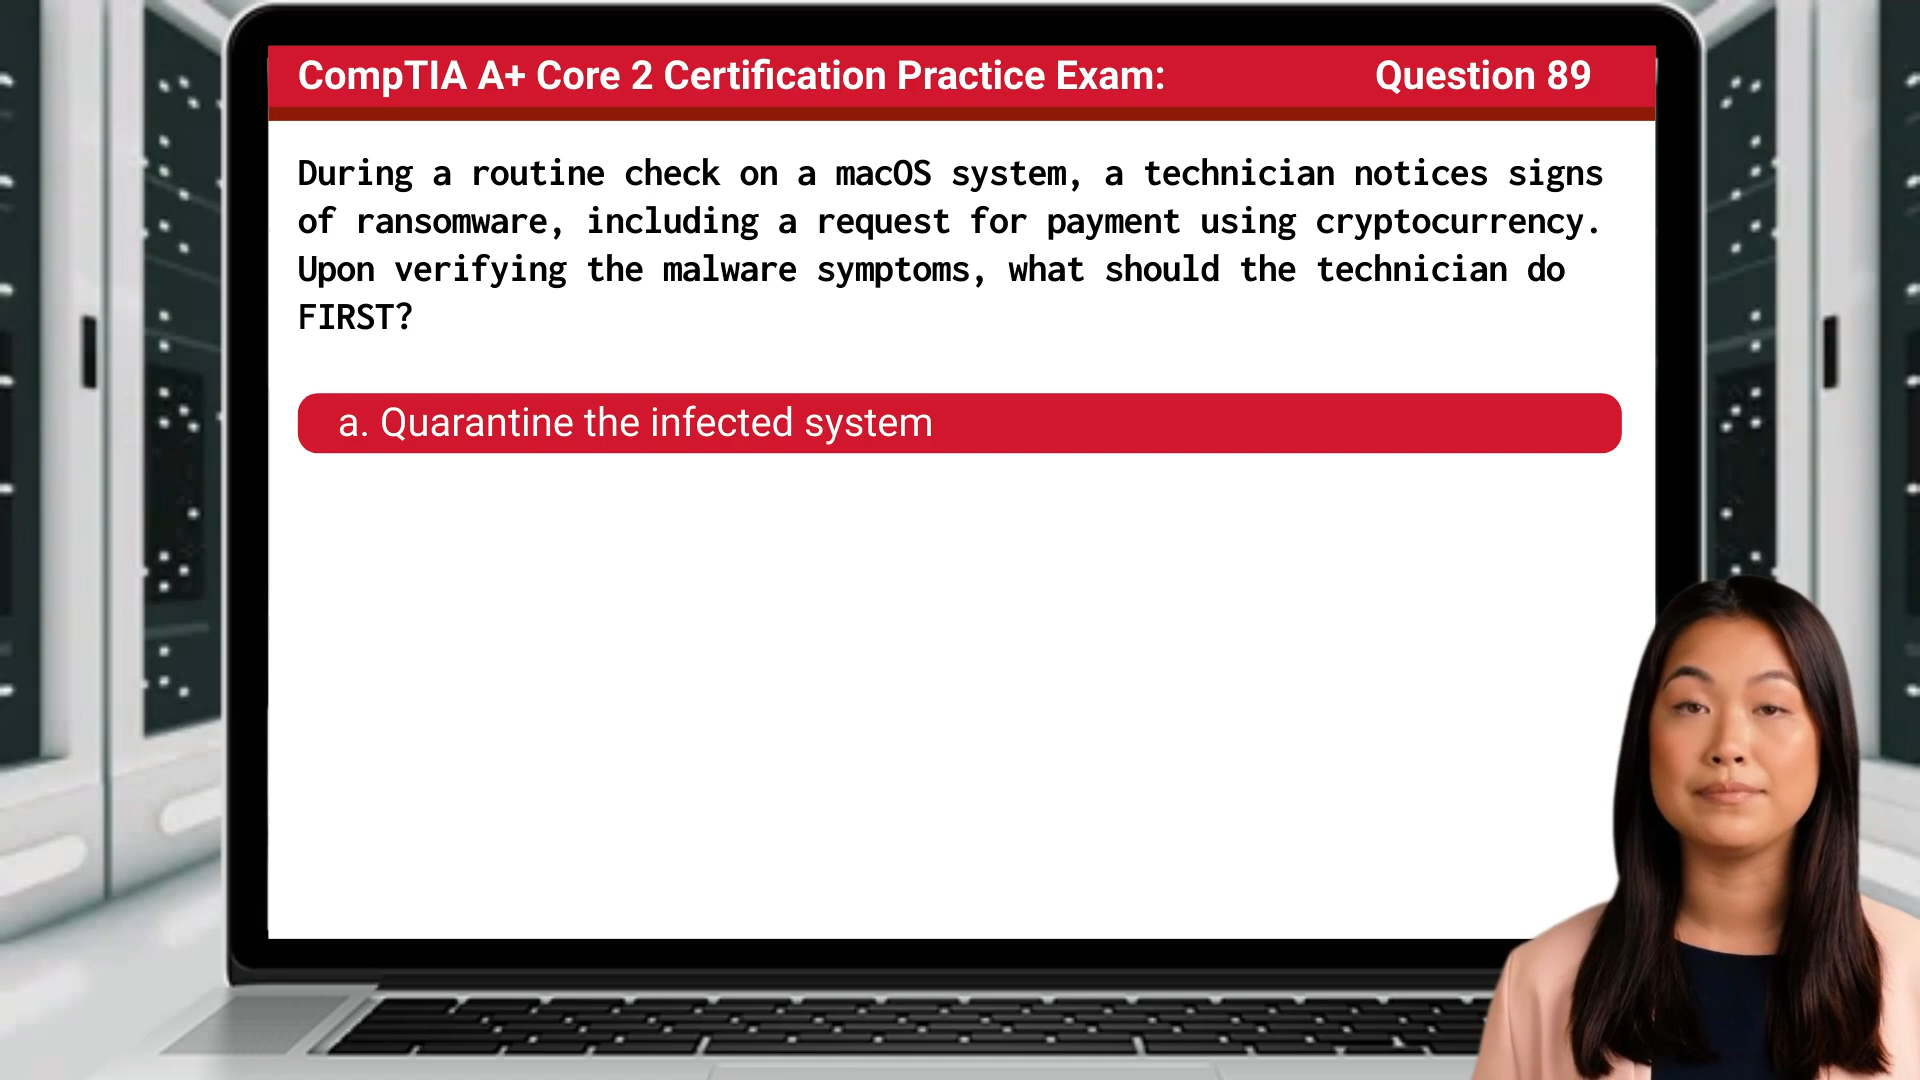 CompTIA A+ Core 2 Certification Practice Exam: Question 89
During a routine check on a macOS system, a technician notices signs
of ransomware, including a request for payment using cryptocurrency.
Upon verifying the malware symptoms, what should the technician do
FIRST?
a. Quarantine the infected system